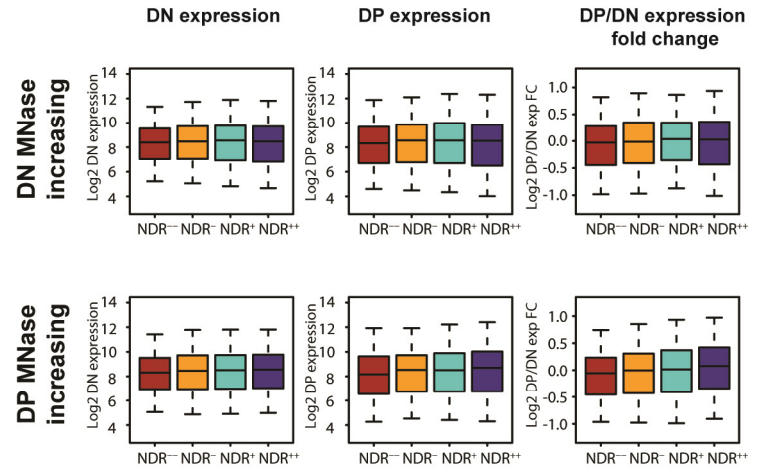 DN expression
DP expression
DP/DN expression
fold change
DN MNase
increasing
Log2 DN expression
14
12
10
8
6
4
NDR⁻⁻ NDR⁻ NDR⁺ NDR⁺⁺
Log2 DP expression
14
12
10
8
6
4
NDR⁻⁻ NDR⁻ NDR⁺ NDR⁺⁺
Log2 DP/DN exp FC
1.0
0.5
0.0
-0.5
-1.0
NDR⁻⁻ NDR⁻ NDR⁺ NDR⁺⁺
DP MNase
increasing
Log2 DN expression
14
12
10
8
6
4
NDR⁻⁻ NDR⁻ NDR⁺ NDR⁺⁺
Log2 DP expression
14
12
10
8
6
4
NDR⁻⁻ NDR⁻ NDR⁺ NDR⁺⁺
Log2 DP/DN exp FC
1.0
0.5
0.0
-0.5
-1.0
NDR⁻⁻ NDR⁻ NDR⁺ NDR⁺⁺